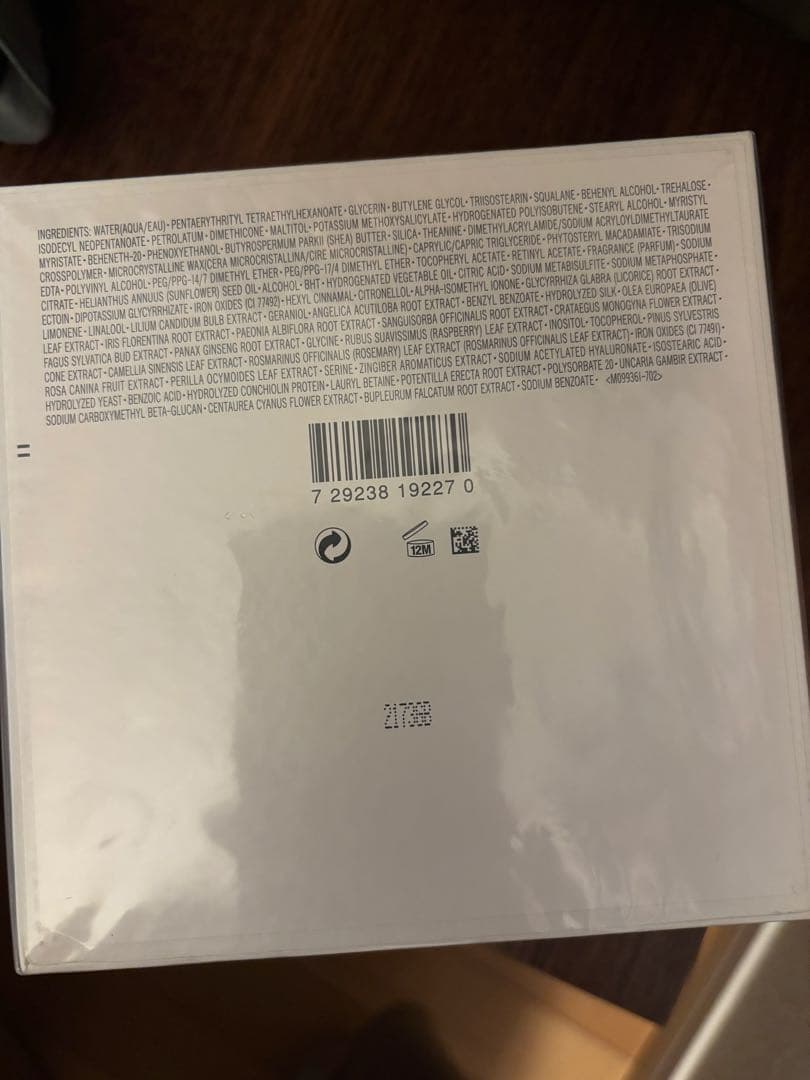 INGREDIENTS: WATER(AQUA/EAU)• PENTAERYTHRITYL TETRAETHYLHEXANOATE• GLYCERIN• BUTYLENE GLYCOL• TRIISOSTEARIN• SQUALANE• BEHENYL ALCOHOL• TREHALOSE•
ISODECYL NEOPENTANOATE• PETROLATUM• DIMETHICONE• MALTITOL• POTASSIUM METHOXYSALICYLATE• HYDROGENATED POLYISOBUTENE• STEARYL ALCOHOL• MYRISTYL
MYRISTATE• BEHENETH-20• PHENOXYETHANOL• BUTYROSPERMUM PARKII (SHEA) BUTTER• SILICA• THEANINE• DIMETHYLACRYLAMIDE/SODIUM ACRYLOYLDIMETHYLTAURATE
CROSSPOLYMER• MICROCRYSTALLINE WAX(CERA MICROCRISTALLINA/CIRE MICROCRISTALLINE)• CAPRYLIC/CAPRIC TRIGLYCERIDE• PHYTOSTERYL MACADAMIATE• TRISODIUM
EDTA• POLYVINYL ALCOHOL• PEG/PPG-14/7 DIMETHYL ETHER• PEG/PPG-17/4 DIMETHYL ETHER• TOCOPHERYL ACETATE• RETINYL ACETATE• FRAGRANCE (PARFUM)• SODIUM
CITRATE• HELIANTHUS ANNUUS (SUNFLOWER) SEED OIL• ALCOHOL• BHT• HYDROGENATED VEGETABLE OIL• CITRIC ACID• SODIUM METABISULFITE• SODIUM METAPHOSPHATE•
ECTOIN• DIPOTASSIUM GLYCYRRHIZATE• IRON OXIDES (CI 77492)• HEXYL CINNAMAL• CITRONELLOL• ALPHA-ISOMETHYL IONONE• GLYCYRRHIZA GLABRA (LICORICE) ROOT EXTRACT•
LIMONENE• LINALOOL• LILIUM CANDIDUM BULB EXTRACT• GERANIOL• ANGELICA ACUTILOBA ROOT EXTRACT• BENZYL BENZOATE• HYDROLYZED SILK• OLEA EUROPAEA (OLIVE)
LEAF EXTRACT• IRIS FLORENTINA ROOT EXTRACT• PAEONIA ALBIFLORA ROOT EXTRACT• SANGUISORBA OFFICINALIS ROOT EXTRACT• CRATAEGUS MONOGYNA FLOWER EXTRACT•
FAGUS SYLVATICA BUD EXTRACT• PANAX GINSENG ROOT EXTRACT• GLYCINE• RUBUS SUAVISSIMUS (RASPBERRY) LEAF EXTRACT• INOSITOL• TOCOPHEROL• PINUS SYLVESTRIS
CONE EXTRACT• CAMELLIA SINENSIS LEAF EXTRACT• ROSMARINUS OFFICINALIS (ROSEMARY) LEAF EXTRACT (ROSMARINUS OFFICINALIS LEAF EXTRACT)• IRON OXIDES (CI 77491)•
ROSA CANINA FRUIT EXTRACT• PERILLA OCYMOIDES LEAF EXTRACT• SERINE• ZINGIBER AROMATICUS EXTRACT• SODIUM ACETYLATED HYALURONATE• ISOSTEARIC ACID•
HYDROLYZED YEAST• BENZOIC ACID• HYDROLYZED CONCHIOLIN PROTEIN• LAURYL BETAINE• POTENTILLA ERECTA ROOT EXTRACT• POLYSORBATE 20• UNCARIA GAMBIR EXTRACT•
SODIUM CARBOXYMETHYL BETA-GLUCAN• CENTAUREA CYANUS FLOWER EXTRACT• BUPLEURUM FALCATUM ROOT EXTRACT• SODIUM BENZOATE• <M099361-702>
7 29238 19227 0
12M